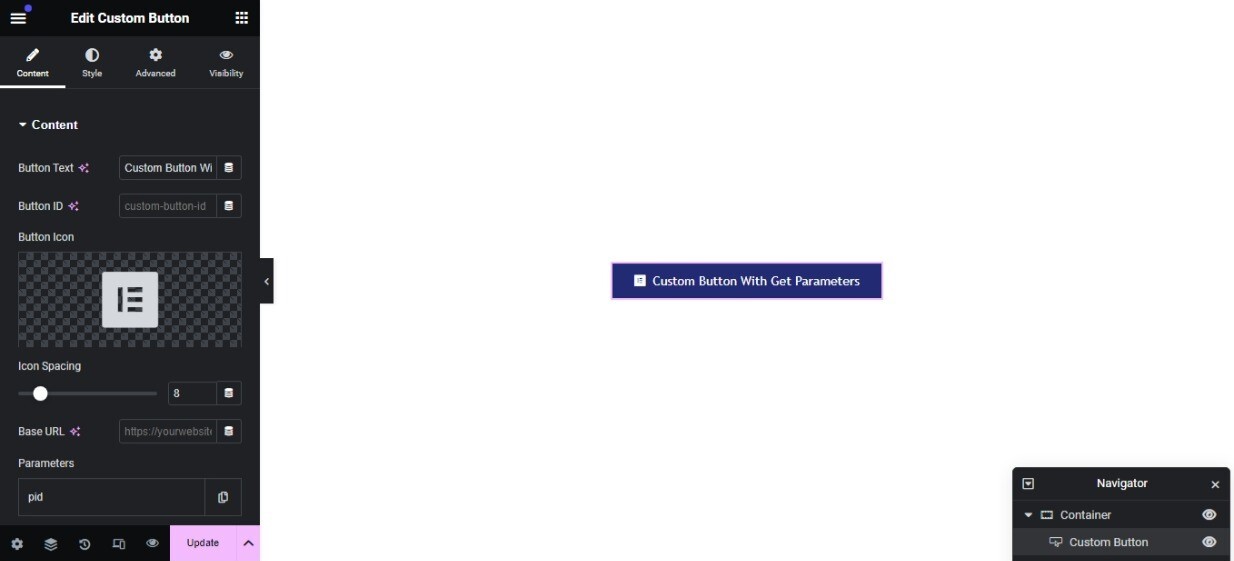 Edit Custom Button
Content
Style
Advanced
Visibility
Content
Button Text
Custom Button Wi
Button ID
custom-button-id
Button Icon
Icon Spacing
8
Base URL
https://yourwebsite
Parameters
pid
Update
Custom Button With Get Parameters
Navigator
Container
Custom Button